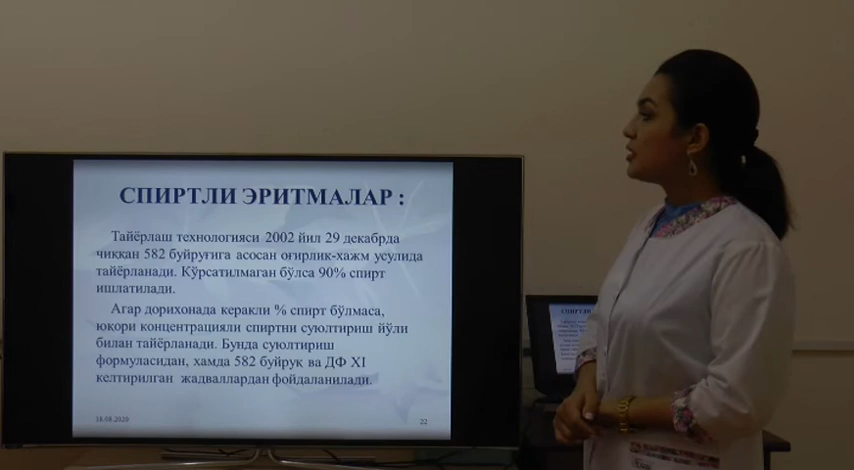 СПИРТЛИ ЭРИТМАЛАР :
Тайёрлаш технологияси 2002 йил 29 декабрда
чиққан 582 буйруғига асосан оғирлик-хажм усулида
тайёрланади. Кўрсатилмаган бўлса 90% спирт
ишлатилади.
Агар дорихонада керакли % спирт бўлмаса,
юқори концентрацияли спиртни суюлтириш йўли
билан тайёрланади. Бунда суюлтириш
формуласидан, хамда 582 буйруқ ва ДФ XI
келтирилган жадваллардан фойдаланилади.
18.08.2020
22